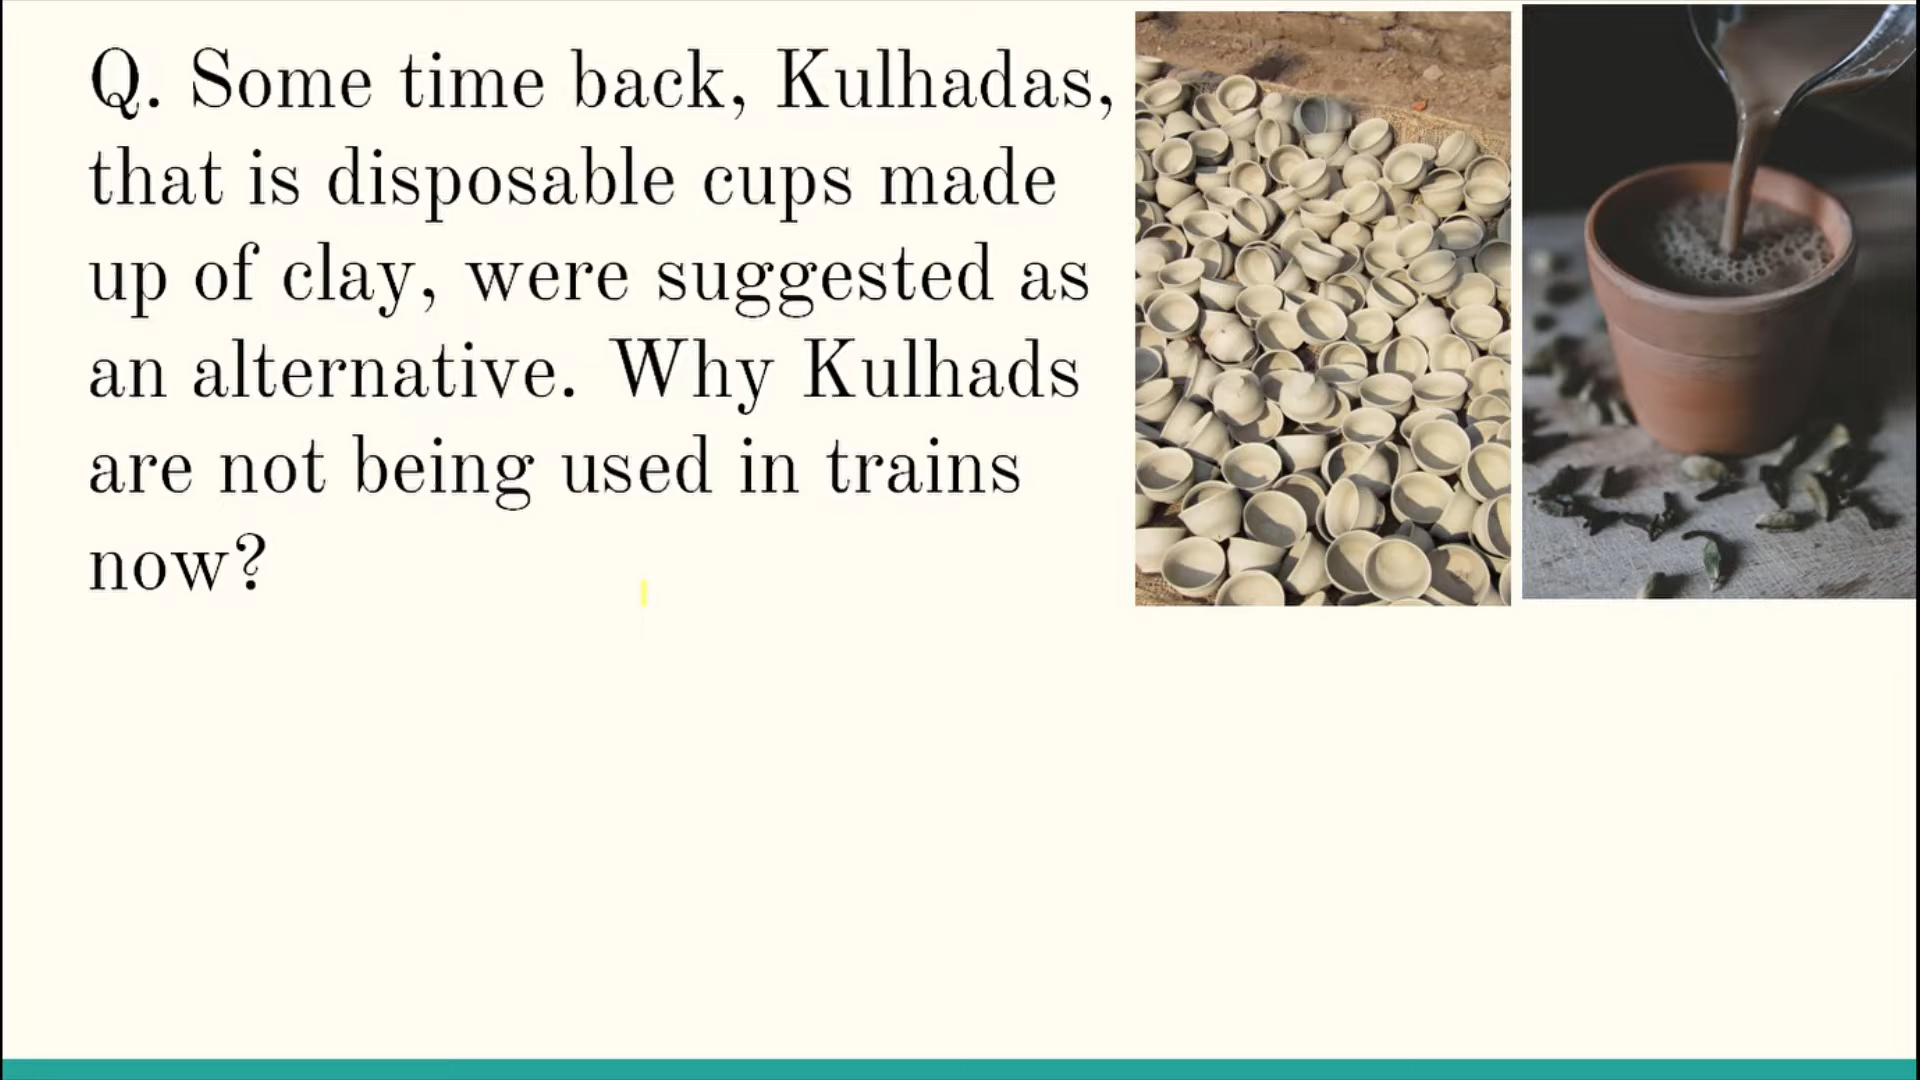 Q. Some time back, Kulhadas,
that is disposable cups made
up of clay, were suggested as
an alternative. Why Kulhads
are not being used in trains
now?